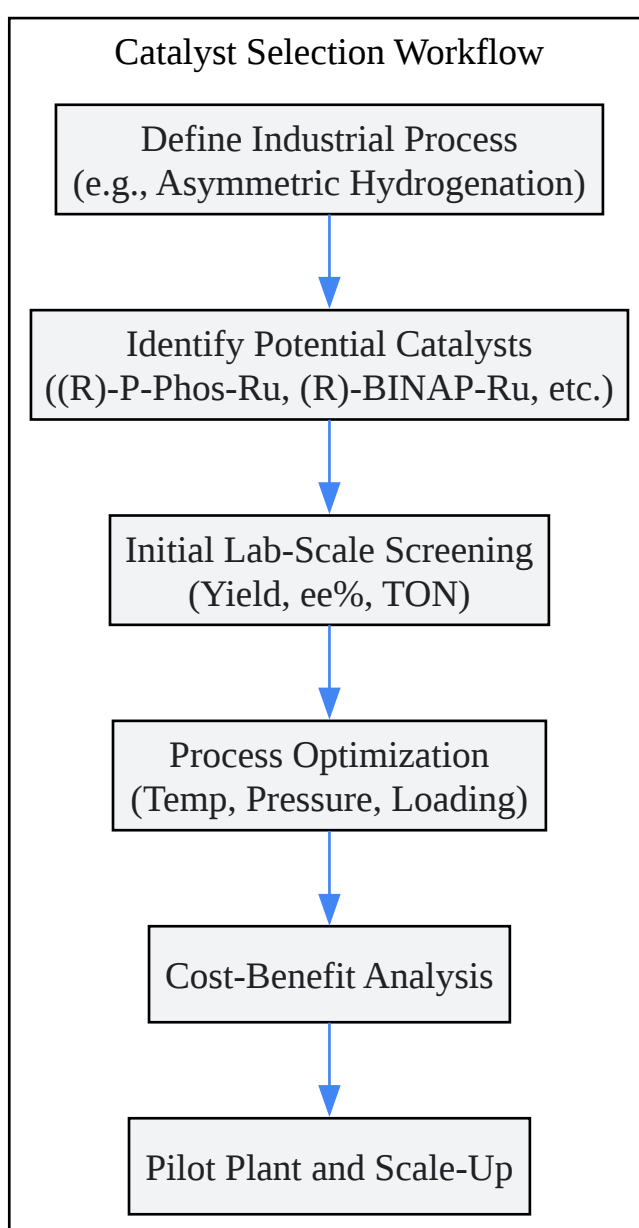 Catalyst Selection Workflow
Define Industrial Process
(e.g., Asymmetric Hydrogenation)
Identify Potential Catalysts
((R)-P-Phos-Ru, (R)-BINAP-Ru, etc.)
Initial Lab-Scale Screening
(Yield, ee%, TON)
Process Optimization
(Temp, Pressure, Loading)
Cost-Benefit Analysis
Pilot Plant and Scale-Up